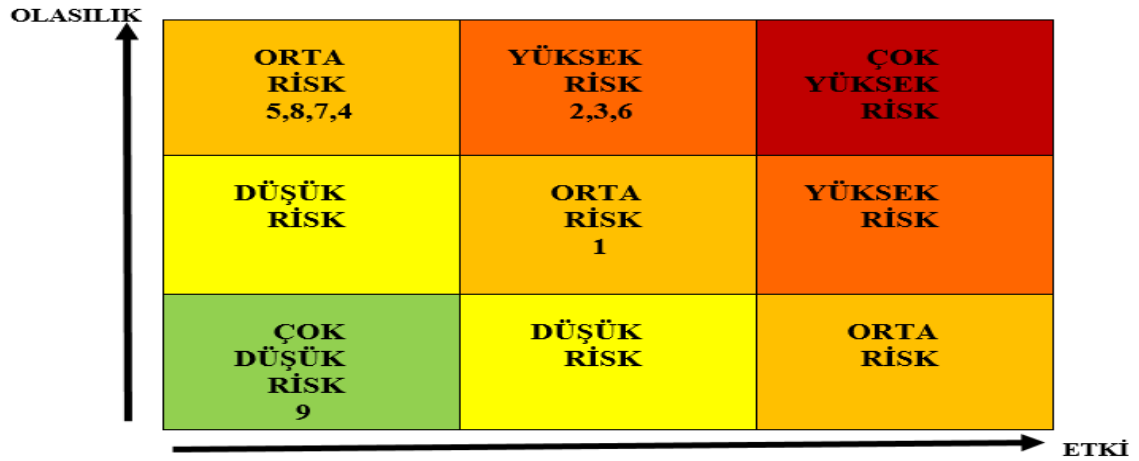 OLASILIK
ORTA
RİSK
5,8,7,4
YÜKSEK
RİSK
2,3,6
ÇOK
YÜKSEK
RİSK
DÜŞÜK
RİSK
ORTA
RİSK
1
YÜKSEK
RİSK
ÇOK
DÜŞÜK
RİSK
9
DÜŞÜK
RİSK
ORTA
RİSK
ETKİ